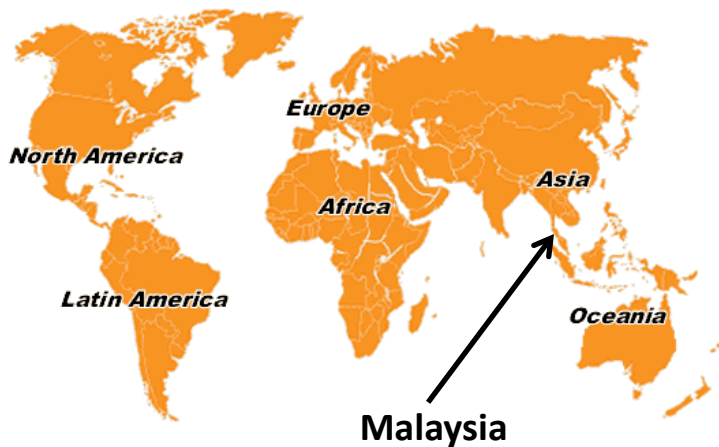 Europe
North America
Asia
Africa
Latin America
Oceania
Malaysia